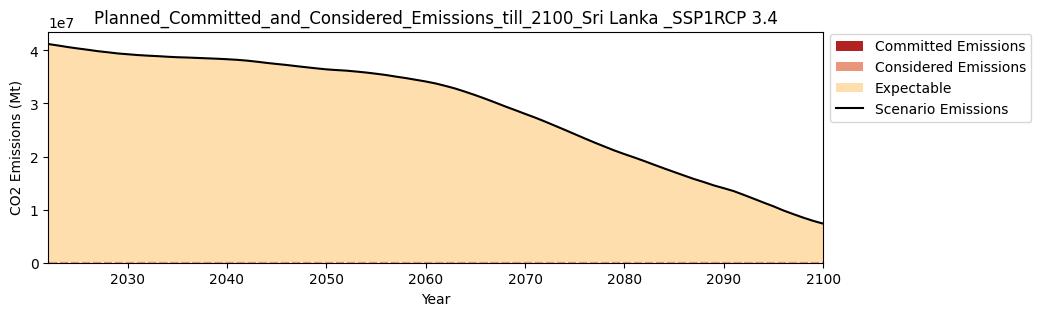 Planned_Committed_and_Considered_Emissions_till_2100_Sri Lanka _SSP1RCP 3.4
1e7
4
3
2
1
0
CO2 Emissions (Mt)
2030 2040 2050 2060 2070 2080 2090 2100
Year
Committed Emissions
Considered Emissions
Expectable
Scenario Emissions